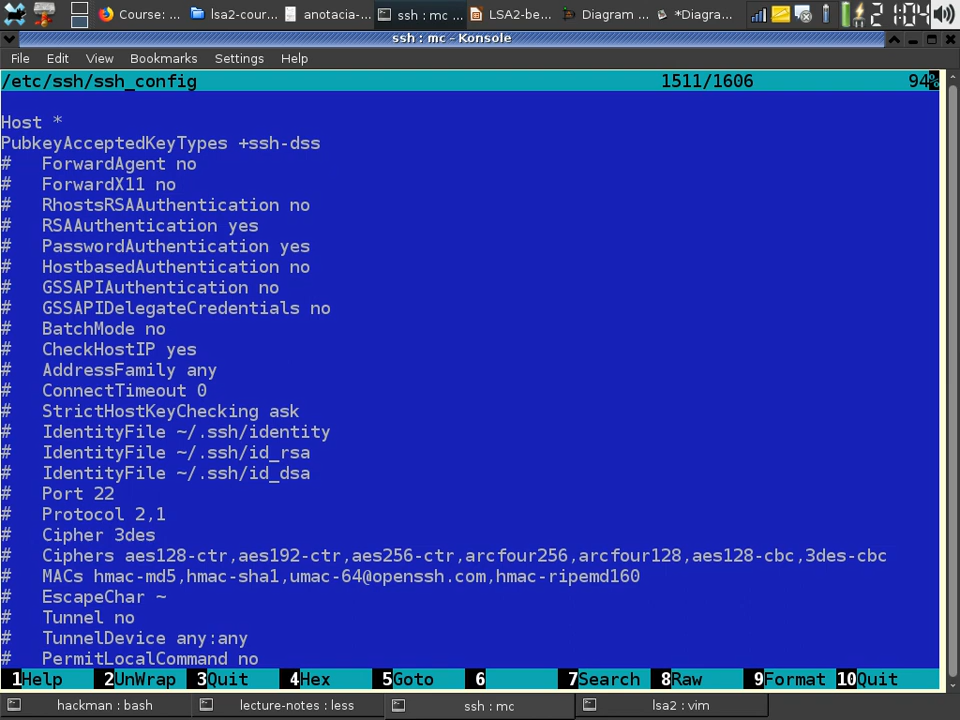 Course: ...
lsa2-cour...
anotacia-...
ssh : mc ...
LSA2-be...
Diagram ...
*Diagra...
2
1:04
ssh : mc - Konsole
File Edit View Bookmarks Settings Help
/etc/ssh/ssh_config 1511/1606 94%
Host *
PubkeyAcceptedKeyTypes +ssh-dss
#   ForwardAgent no
#   ForwardX11 no
#   RhostsRSAAuthentication no
#   RSAAuthentication yes
#   PasswordAuthentication yes
#   HostbasedAuthentication no
#   GSSAPIAuthentication no
#   GSSAPIDelegateCredentials no
#   BatchMode no
#   CheckHostIP yes
#   AddressFamily any
#   ConnectTimeout 0
#   StrictHostKeyChecking ask
#   IdentityFile ~/.ssh/identity
#   IdentityFile ~/.ssh/id_rsa
#   IdentityFile ~/.ssh/id_dsa
#   Port 22
#   Protocol 2,1
#   Cipher 3des
#   Ciphers aes128-ctr,aes192-ctr,aes256-ctr,arcfour256,arcfour128,aes128-cbc,3des-cbc
#   MACs hmac-md5,hmac-sha1,umac-64@openssh.com,hmac-ripemd160
#   EscapeChar ~
#   Tunnel no
#   TunnelDevice any:any
#   PermitLocalCommand no
1Help 2UnWrap 3Quit 4Hex 5Goto 6 7Search 8Raw 9Format 10Quit
hackman : bash
lecture-notes : less
ssh : mc
lsa2 : vim